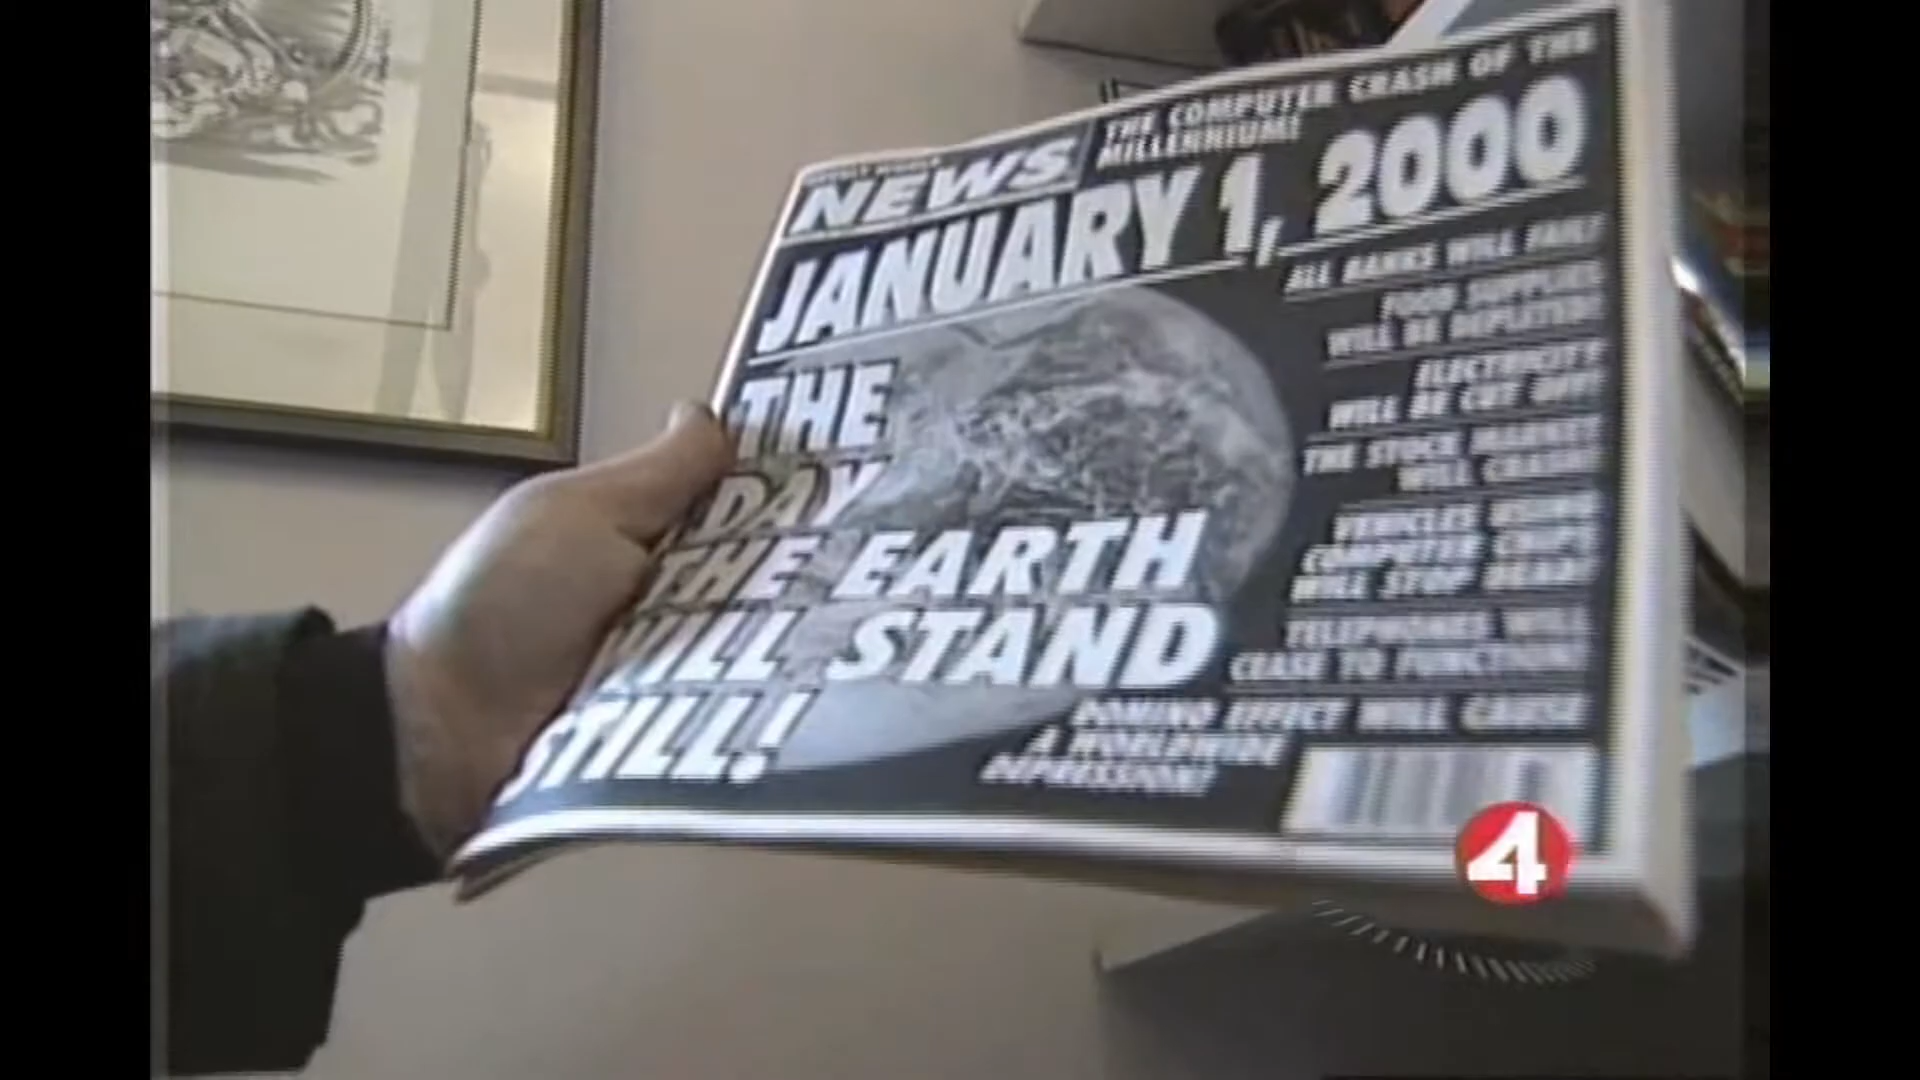 NEWS
THE COMPUTER CRASH OF THE
MILLENNIUM!
JANUARY 1, 2000
THE
DAY
THE EARTH
WILL STAND
STILL!
ALL BANKS WILL FAIL!
FOOD SUPPLIES
WILL BE DEPLETED!
ELECTRICITY
WILL BE CUT OFF!
THE STOCK MARKET
WILL CRASH!
VEHICLES USING
COMPUTER CHIPS
WILL STOP DEAD!
TELEPHONES WILL
CEASE TO FUNCTION!
DOMINO EFFECT WILL CAUSE
A WORLDWIDE
DEPRESSION!
4